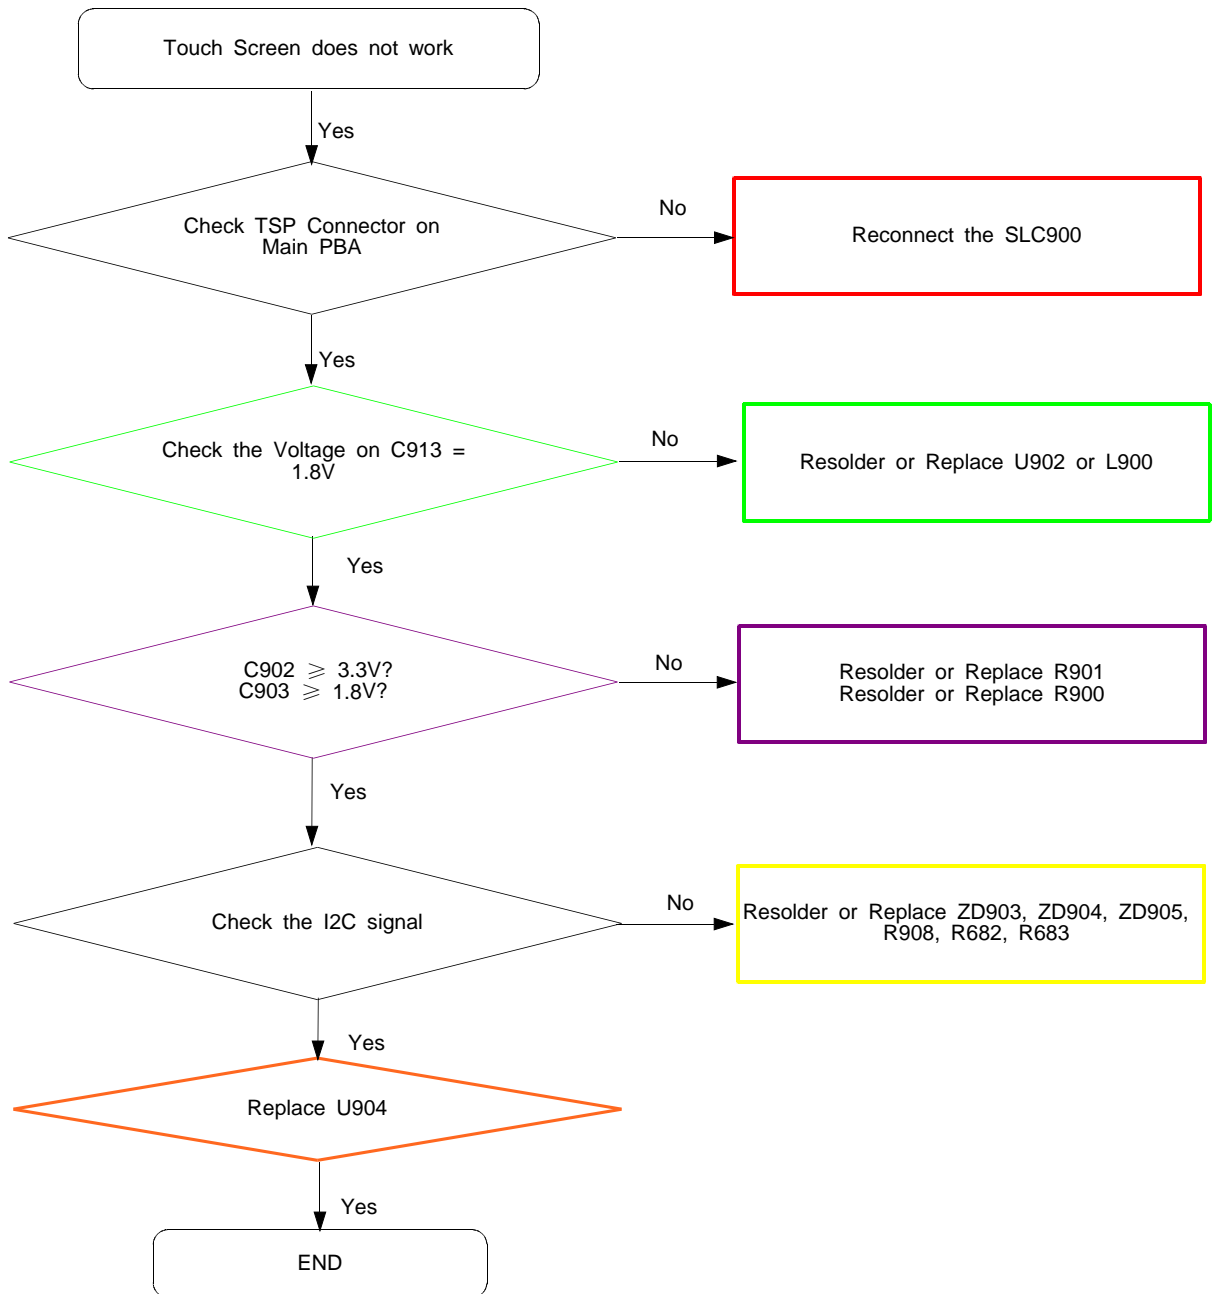 Touch Screen does not work
Yes
Check TSP Connector on
Main PBA
No
Reconnect the SLC900
Yes
Check the Voltage on C913 =
1.8V
No
Resolder or Replace U902 or L900
Yes
C902 ⩾ 3.3V?
C903 ⩾ 1.8V?
No
Resolder or Replace R901
Resolder or Replace R900
Yes
Check the I2C signal
No
Resolder or Replace ZD903, ZD904, ZD905,
R908, R682, R683
Yes
Replace U904
Yes
END